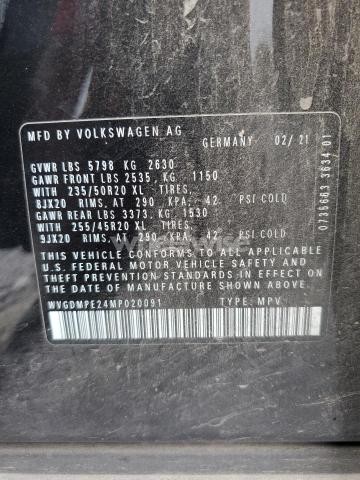 MFD BY VOLKSWAGEN AG
GERMANY 02/21
GVWR LBS 5798 KG 2630
GAWR FRONT LBS 2535, KG 1150
WITH 235/50R20 XL TIRES,
8JX20 RIMS, AT 290 KPA, 42 PSI COLD
GAWR REAR LBS 3373, KG 1530
WITH 255/45R20 XL TIRES,
9JX20 RIMS, AT 290 KPA, 42 PSI COLD
THIS VEHICLE CONFORMS TO ALL APPLICABLE
U.S. FEDERAL MOTOR VEHICLE SAFETY AND
THEFT PREVENTION STANDARDS IN EFFECT
ON THE DATE OF MANUFACTURE SHOWN ABOVE.
WVGDMPE24MP020091 TYPE: MPV
0736663 3634 01